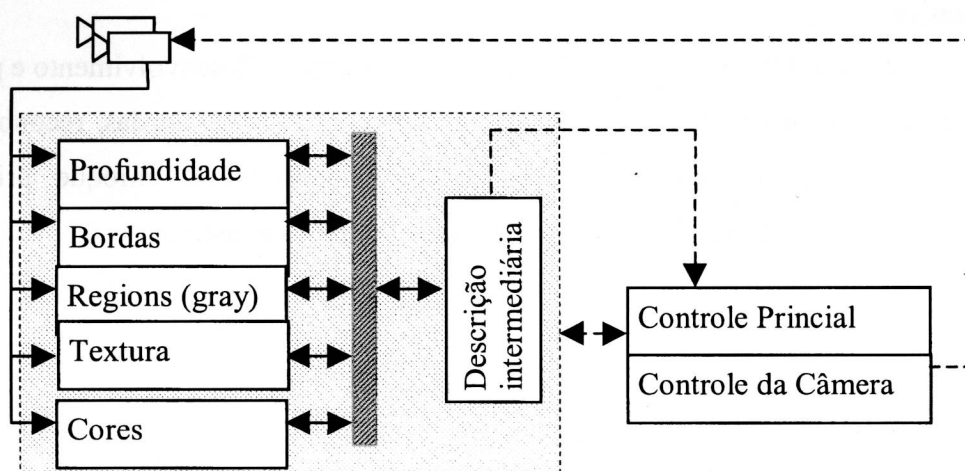 Profundidade
Bordas
Regions (gray)
Textura
Cores
Descrição
intermediária
Controle Princial
Controle da Câmera